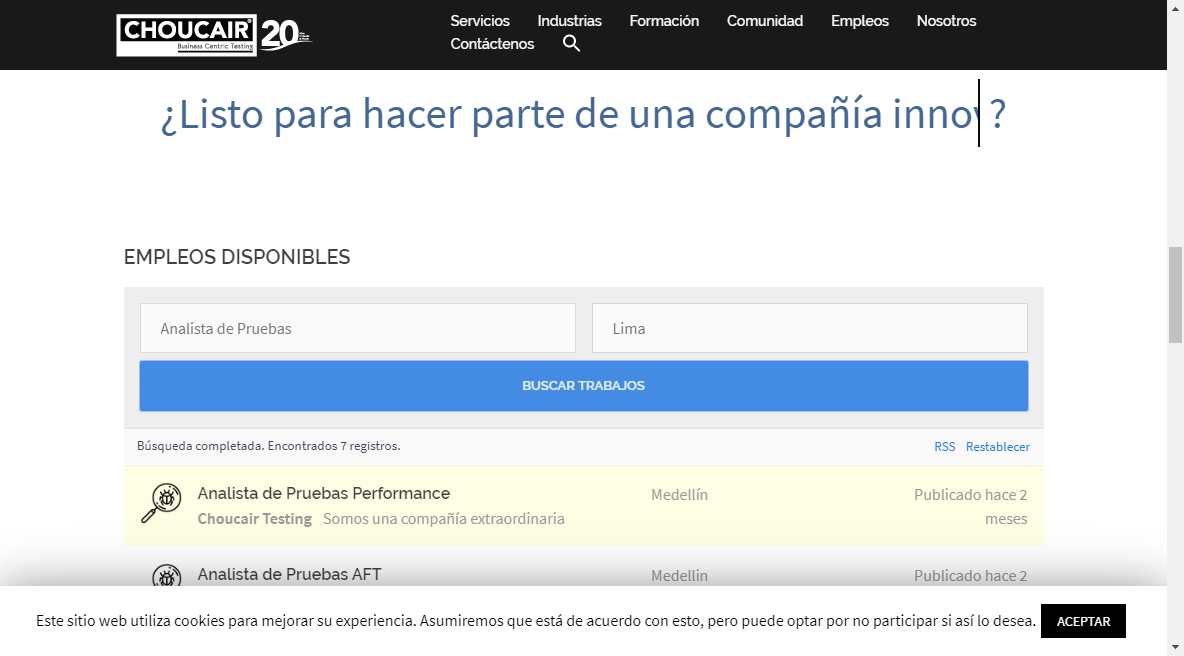 CHOUCAIR
Business Centric Testing
20
Servicios Industrias Formación Comunidad Empleos Nosotros
Contáctenos
¿Listo para hacer parte de una compañía innov?
EMPLEOS DISPONIBLES
Analista de Pruebas Lima
BUSCAR TRABAJOS
Búsqueda completada. Encontrados 7 registros. RSS Restablecer
Analista de Pruebas Performance Medellín Publicado hace 2
Choucair Testing Somos una compañía extraordinaria meses
Analista de Pruebas AFT Medellin Publicado hace 2
Este sitio web utiliza cookies para mejorar su experiencia. Asumiremos que está de acuerdo con esto, pero puede optar por no participar si así lo desea. ACEPTAR